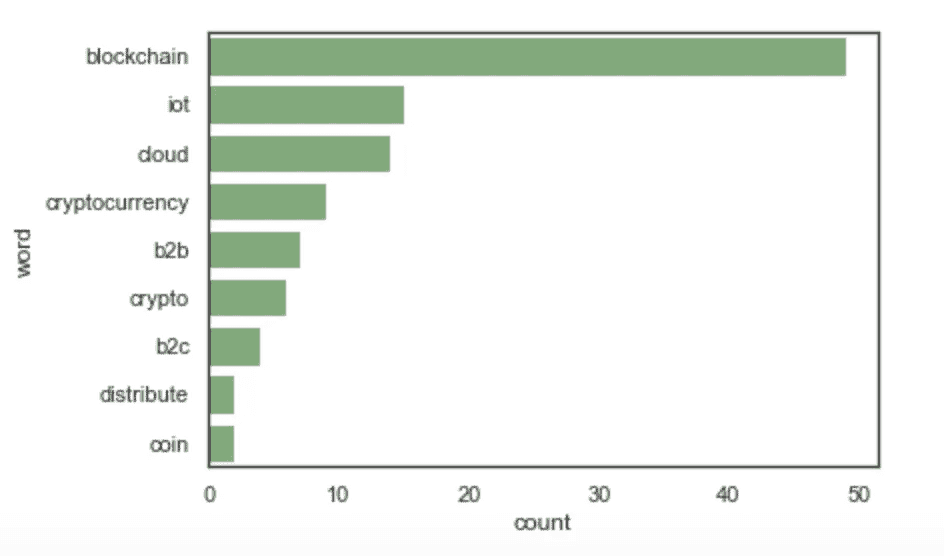 blockchain
iot
cloud
cryptocurrency
b2b
crypto
b2c
distribute
coin
word
0 10 20 30 40 50
count